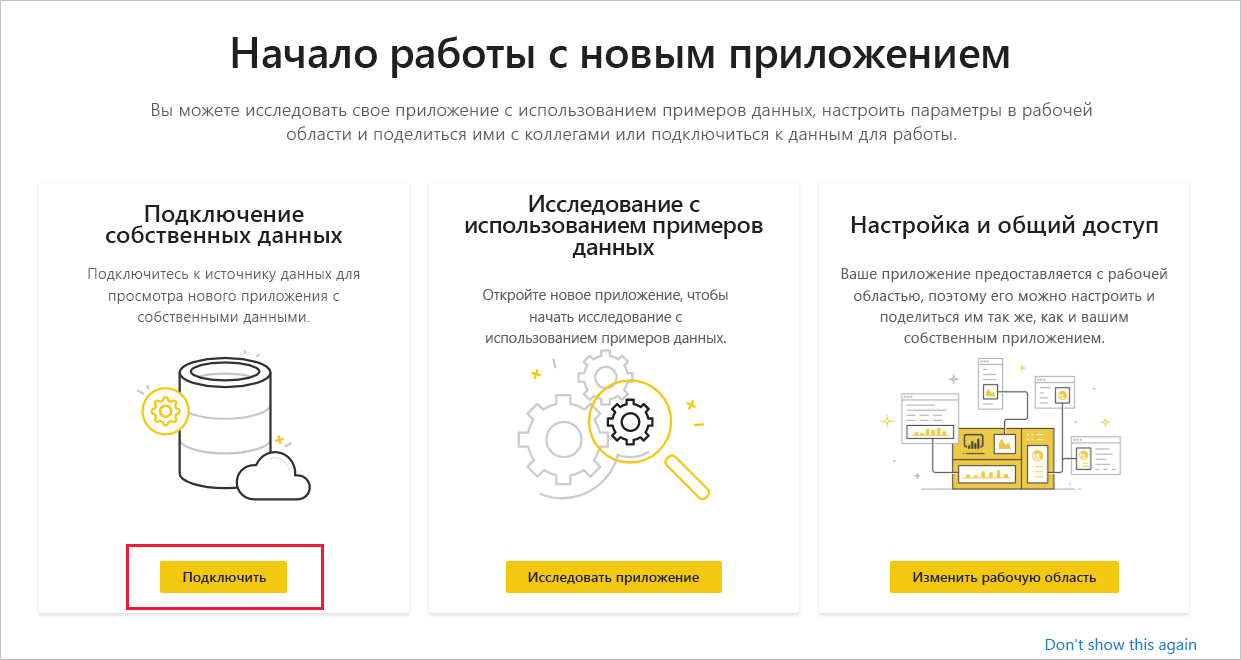 Начало работы с новым приложением
Вы можете исследовать свое приложение с использованием примеров данных, настроить параметры в рабочей
области и поделиться ими с коллегами или подключиться к данным для работы.
Подключение
собственных данных
Подключитесь к источнику данных для
просмотра нового приложения с
собственными данными.
Подключить
Исследование с
использованием примеров
данных
Откройте новое приложение, чтобы
начать исследование с
использованием примеров данных.
Исследовать приложение
Настройка и общий доступ
Ваше приложение предоставляется с рабочей
областью, поэтому его можно настроить и
поделиться им так же, как и вашим
собственным приложением.
Изменить рабочую область
Don't show this again